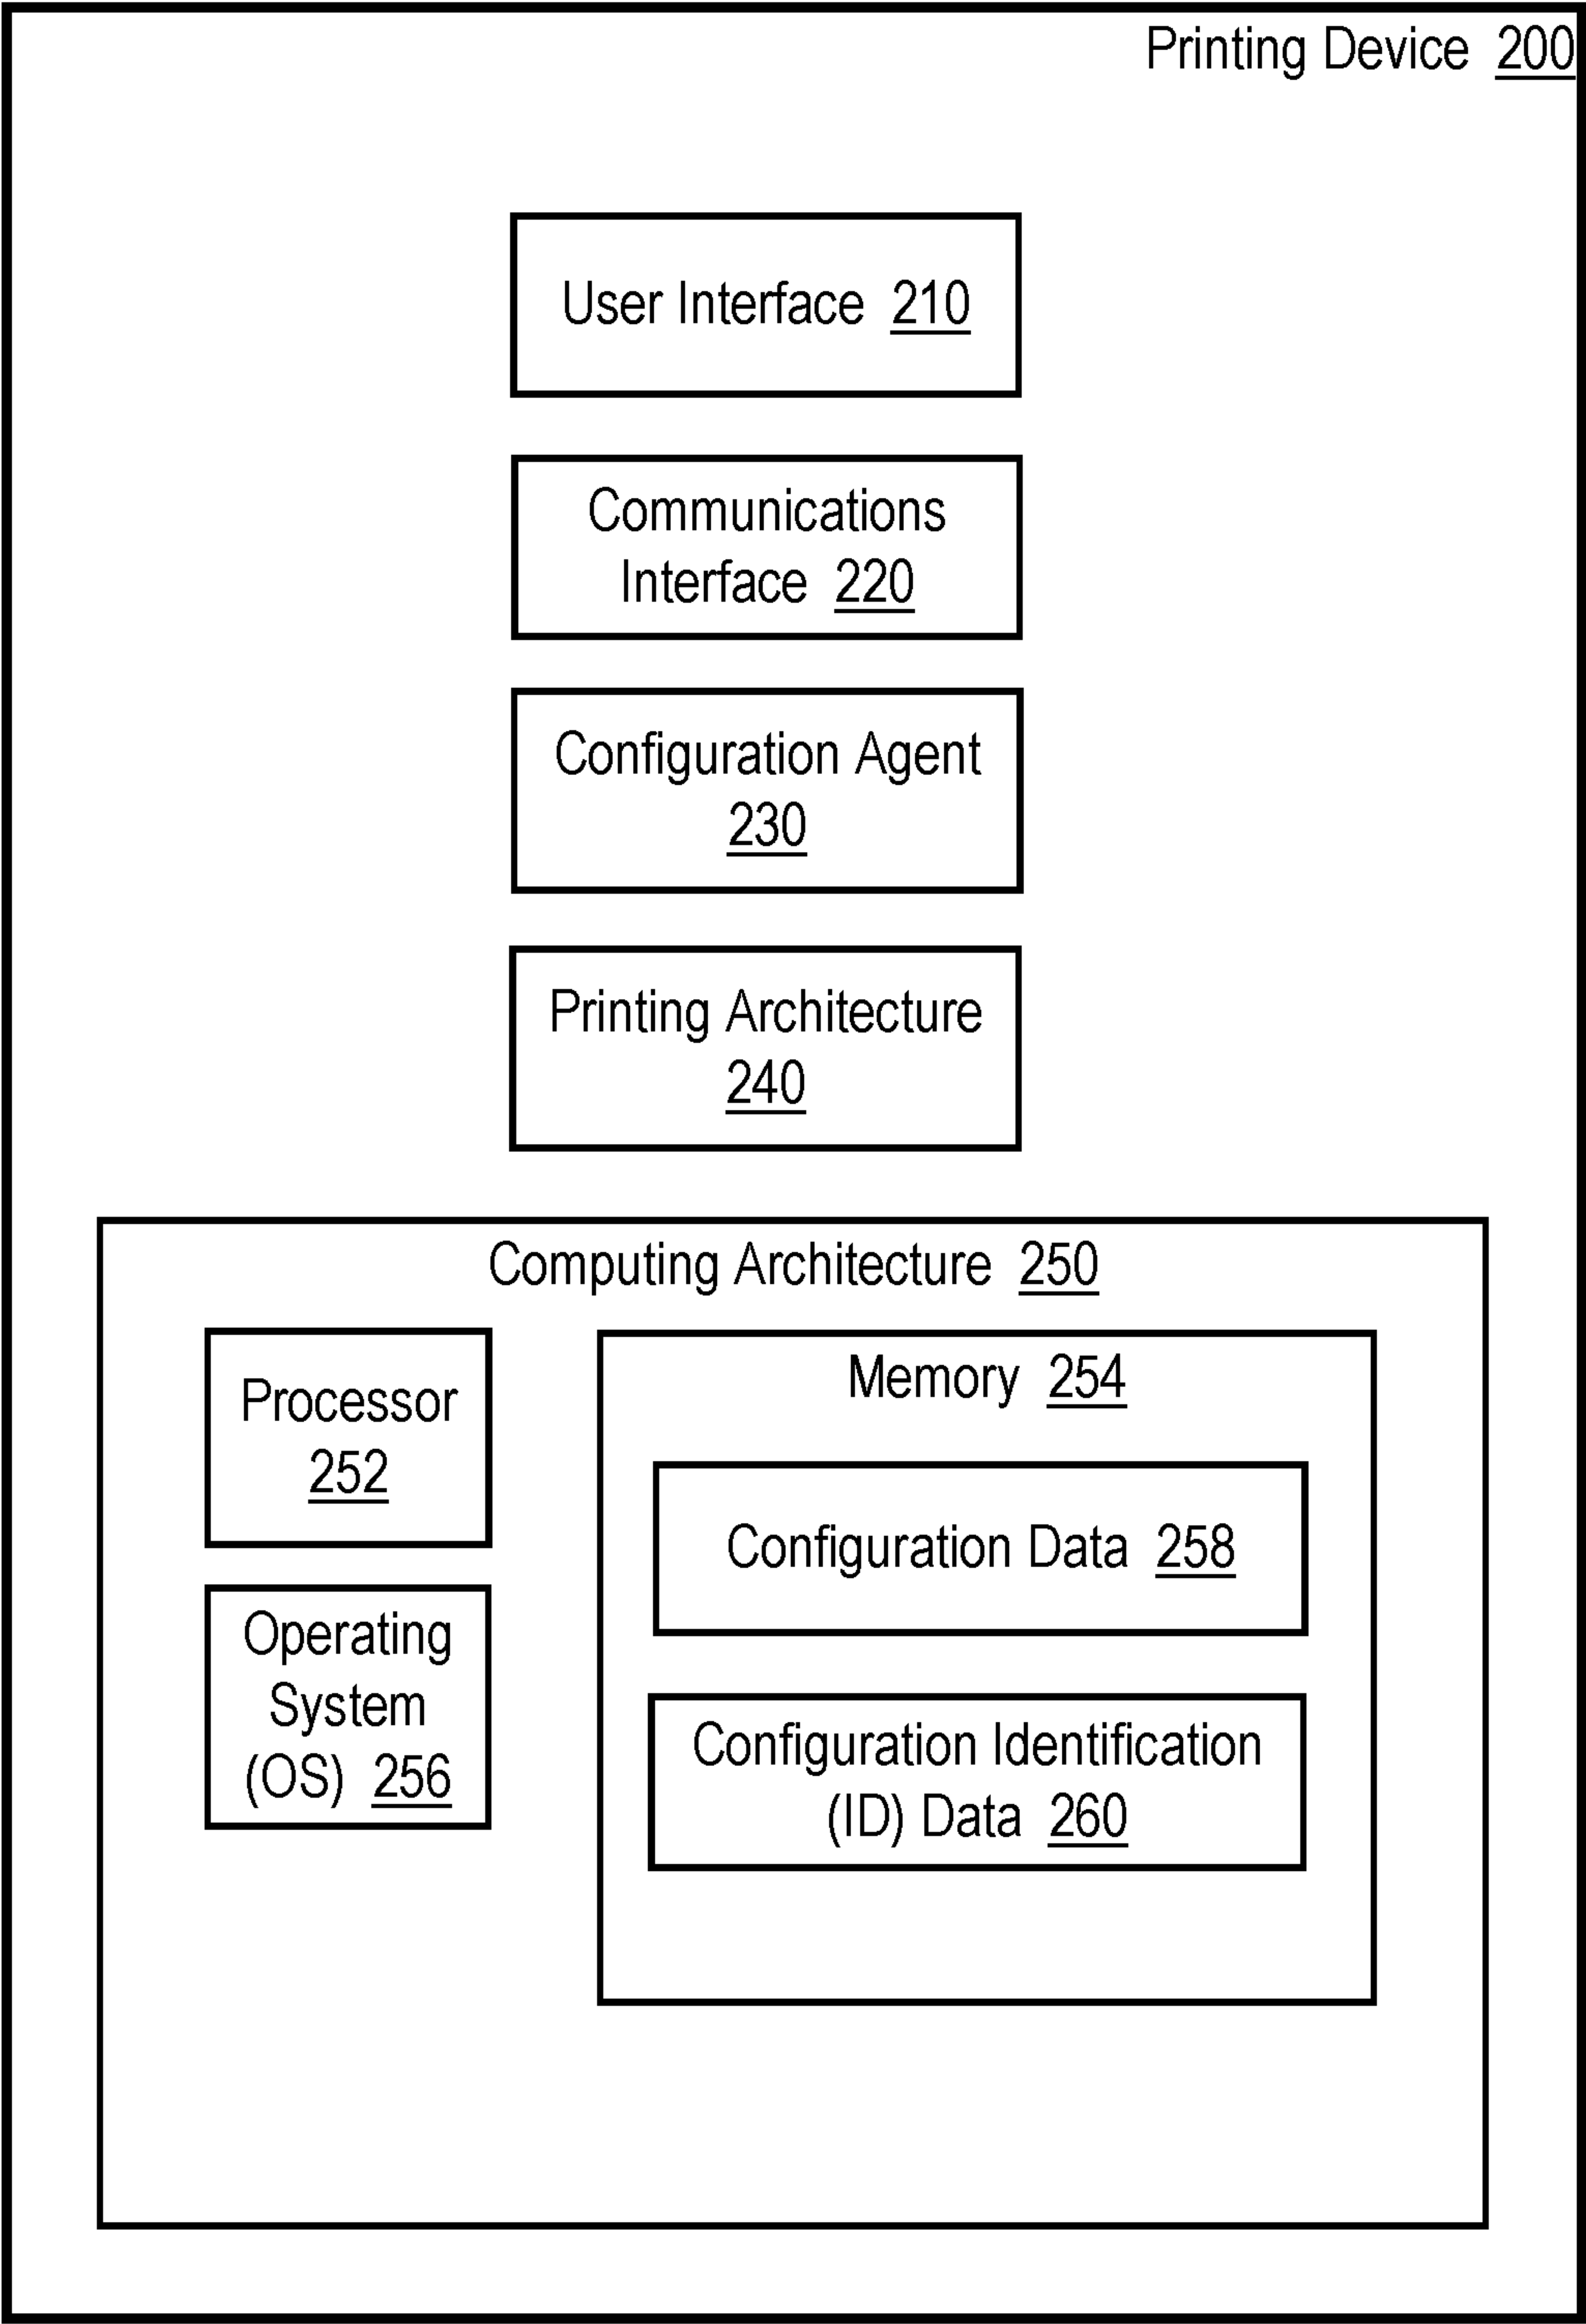 Printing Device 200
User Interface 210
Communications
Interface 220
Configuration Agent
230
Printing Architecture
240
Computing Architecture 250
Processor
252
Operating
System
(OS) 256
Memory 254
Configuration Data 258
Configuration Identification
(ID) Data 260